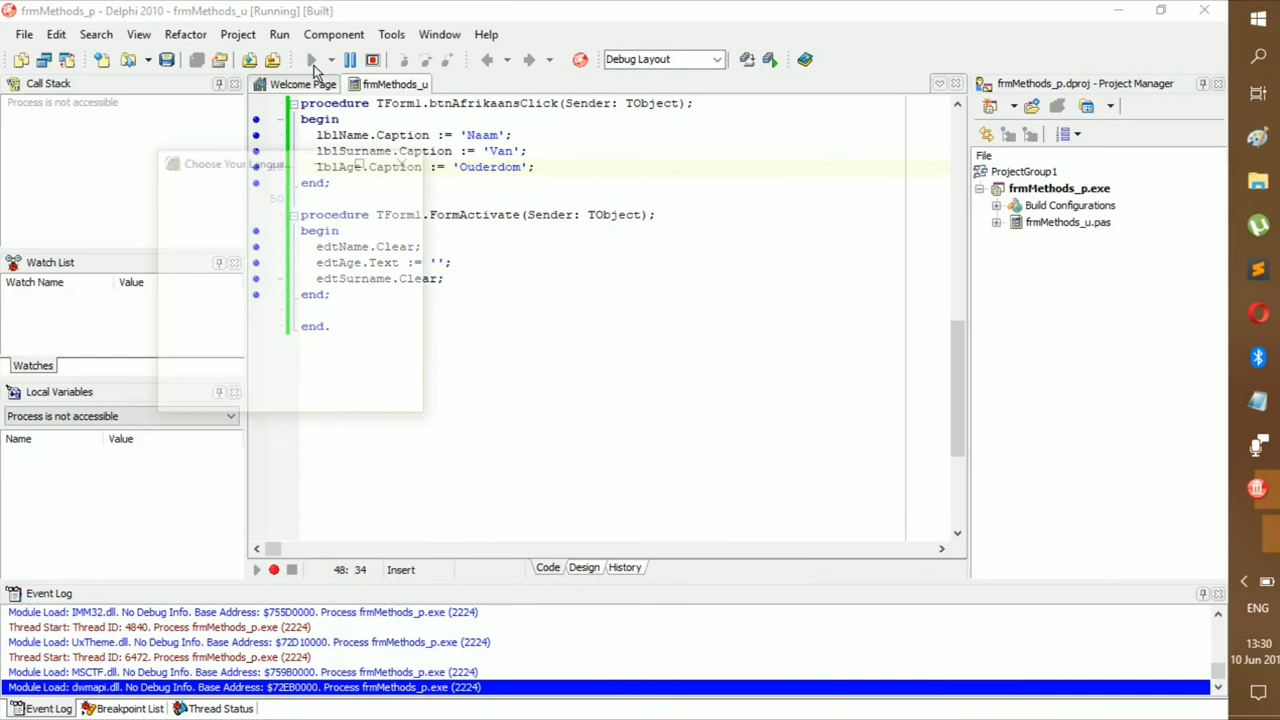 frmMethods_p - Delphi 2010 - frmMethods_u [Running] [Built]
File Edit Search View Refactor Project Run Component Tools Window Help
Debug Layout
Call Stack
Process is not accessible
Welcome Page
frmMethods_u
procedure TForm1.btnAfrikaansClick(Sender: TObject);
begin
lblName.Caption := 'Naam';
lblSurname.Caption := 'Van';
lblAge.Caption := 'Ouderdom';
end;
50
procedure TForm1.FormActivate(Sender: TObject);
begin
edtName.Clear;
edtAge.Text := '';
edtSurname.Clear;
end;
end.
Choose Your Langua...
Watch List
Watch Name Value
Watches
Local Variables
Process is not accessible
Name Value
48: 34 Insert
Code Design History
frmMethods_p.dproj - Project Manager
File
ProjectGroup1
frmMethods_p.exe
Build Configurations
frmMethods_u.pas
Event Log
Module Load: IMM32.dll. No Debug Info. Base Address: $755D0000. Process frmMethods_p.exe (2224)
Thread Start: Thread ID: 4840. Process frmMethods_p.exe (2224)
Module Load: UxTheme.dll. No Debug Info. Base Address: $72D10000. Process frmMethods_p.exe (2224)
Thread Start: Thread ID: 6472. Process frmMethods_p.exe (2224)
Module Load: MSCTF.dll. No Debug Info. Base Address: $759B0000. Process frmMethods_p.exe (2224)
Module Load: dwmapi.dll. No Debug Info. Base Address: $72EB0000. Process frmMethods_p.exe (2224)
Event Log Breakpoint List Thread Status
ENG
13:30
10 Jun 201